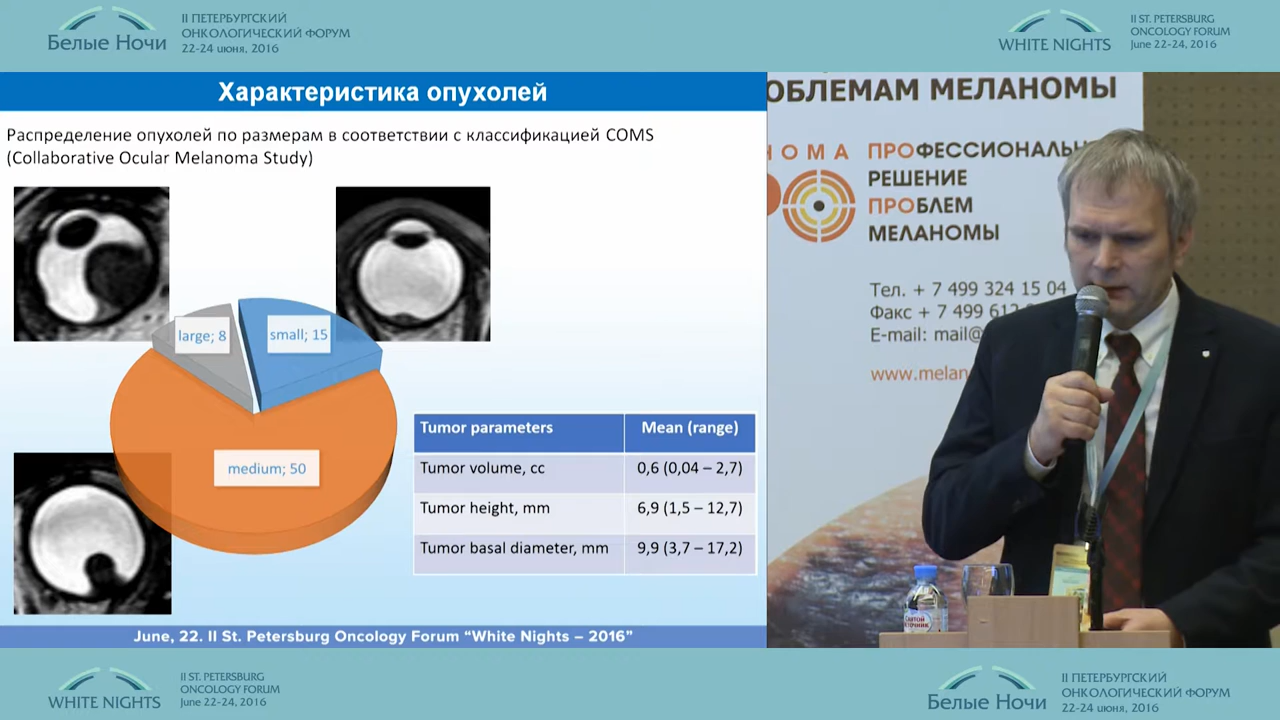 Белые Ночи
II ПЕТЕРБУРГСКИЙ
ОНКОЛОГИЧЕСКИЙ ФОРУМ
22-24 июня, 2016
WHITE NIGHTS
II ST. PETERSBURG
ONCOLOGY FORUM
June 22-24, 2016
Характеристика опухолей
Распределение опухолей по размерам в соответствии с классификацией COMS
(Collaborative Ocular Melanoma Study)
large; 8
small; 15
medium; 50
Tumor parameters Mean (range)
Tumor volume, cc 0,6 (0,04 – 2,7)
Tumor height, mm 6,9 (1,5 – 12,7)
Tumor basal diameter, mm 9,9 (3,7 – 17,2)
June, 22. II St. Petersburg Oncology Forum “White Nights – 2016”
ОБЛЕМАМ МЕЛАНОМЫ
НОМА
ПРОФЕССИОНАЛЬН
РЕШЕНИЕ
ПРОБЛЕМ
МЕЛАНОМЫ
Тел. + 7 499 324 15 04
Факс + 7 499 612
E-mail: mail@
www.melan
WHITE NIGHTS
II ST. PETERSBURG
ONCOLOGY FORUM
June 22-24, 2016
Белые Ночи
II ПЕТЕРБУРГСКИЙ
ОНКОЛОГИЧЕСКИЙ ФОРУМ
22-24 июня, 2016